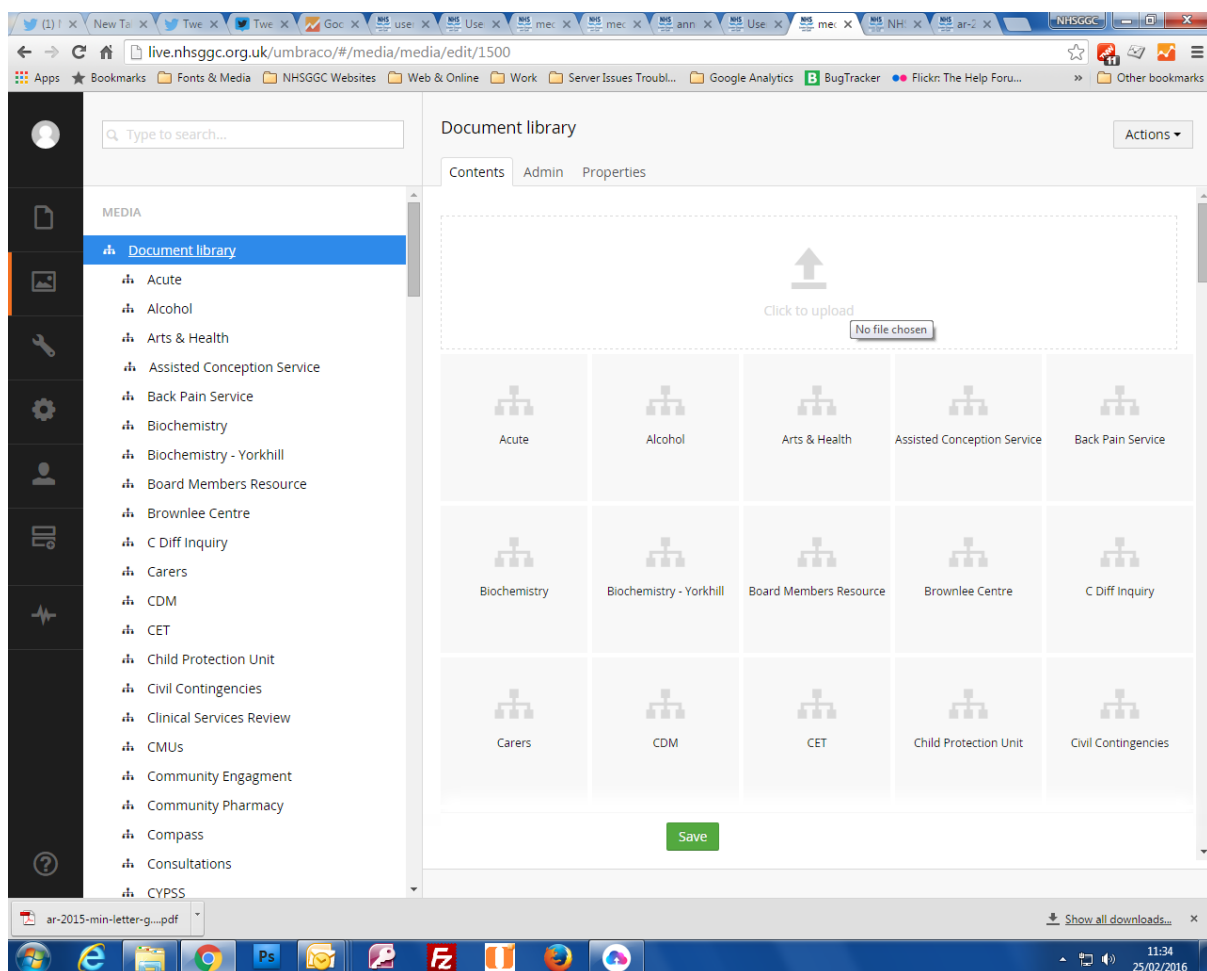 (1) New Ta Twe Twe Goo use Use mec mec ann Use mec NH ar-2 NHSGGC
live.nhsggc.org.uk/umbraco/#/media/media/edit/1500
11
Apps Bookmarks Fonts & Media NHSGGC Websites Web & Online Work Server Issues Troubl... Google Analytics B BugTracker Flickr: The Help Foru... » Other bookmarks
Type to search...
Document library
Actions
Contents Admin Properties
MEDIA
Document library
Acute
Alcohol
Arts & Health
Assisted Conception Service
Back Pain Service
Biochemistry
Biochemistry - Yorkhill
Board Members Resource
Brownlee Centre
C Diff Inquiry
Carers
CDM
CET
Child Protection Unit
Civil Contingencies
Clinical Services Review
CMUs
Community Engagment
Community Pharmacy
Compass
Consultations
CYPSS
Click to upload
No file chosen
Acute Alcohol Arts & Health Assisted Conception Service Back Pain Service
Biochemistry Biochemistry - Yorkhill Board Members Resource Brownlee Centre C Diff Inquiry
Carers CDM CET Child Protection Unit Civil Contingencies
Save
ar-2015-min-letter-g....pdf
Show all downloads...
Ps
Fz
11:34
25/02/2016